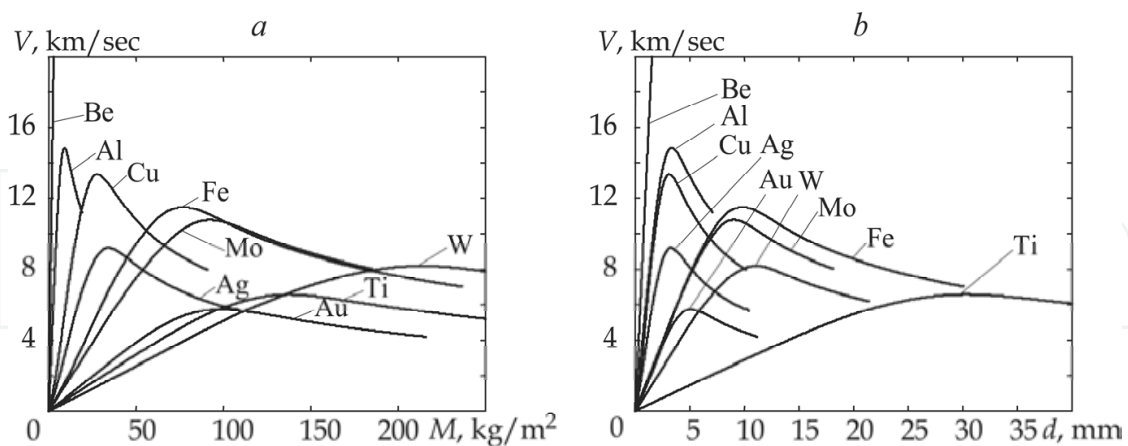 a
V, km/sec
16
12
8
4
0
50
100
150
200
M, kg/m²
Be
Al
Cu
Fe
Mo
W
Ag
Ti
Au
b
V, km/sec
16
12
8
4
0
5
10
15
20
25
30
35
d, mm
Be
Al
Cu
Ag
Au
W
Mo
Fe
Ti